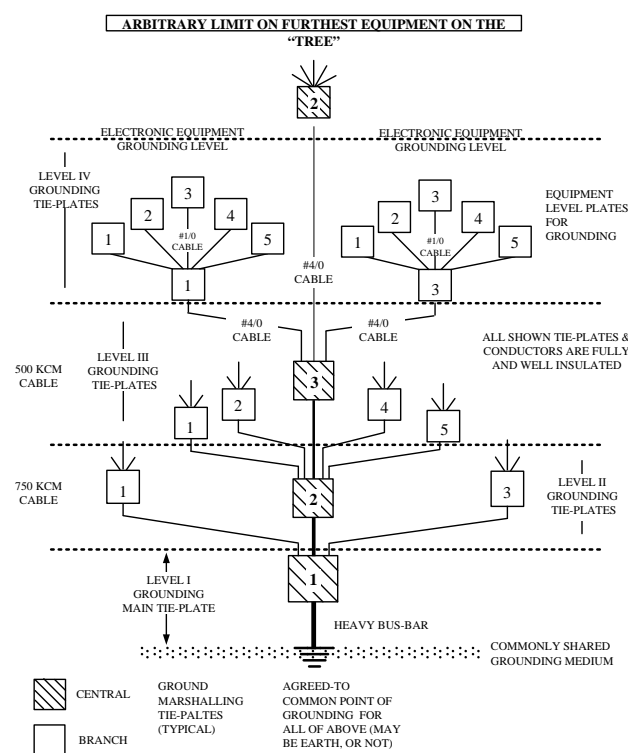 ARBITRARY LIMIT ON FURTHEST EQUIPMENT ON THE
“TREE”
2
ELECTRONIC EQUIPMENT
GROUNDING LEVEL
ELECTRONIC EQUIPMENT
GROUNDING LEVEL
LEVEL IV
GROUNDING
TIE-PLATES
1
2
3
4
5
#1/0
CABLE
1
#4/0
CABLE
1
2
3
4
5
#1/0
CABLE
3
EQUIPMENT
LEVEL PLATES
FOR
GROUNDING
#4/0
CABLE
#4/0
CABLE
ALL SHOWN TIE-PLATES &
CONDUCTORS ARE FULLY
AND WELL INSULATED
500 KCM
CABLE
LEVEL III
GROUNDING
TIE-PLATES
3
1
2
4
5
750 KCM
CABLE
1
2
3
LEVEL II
GROUNDING
TIE-PLATES
LEVEL I
GROUNDING
MAIN TIE-PLATE
1
HEAVY BUS-BAR
COMMONLY SHARED
GROUNDING MEDIUM
CENTRAL
BRANCH
GROUND
MARSHALLING
TIE-PALTES
(TYPICAL)
AGREED-TO
COMMON POINT OF
GROUNDING FOR
ALL OF ABOVE (MAY
BE EARTH, OR NOT)